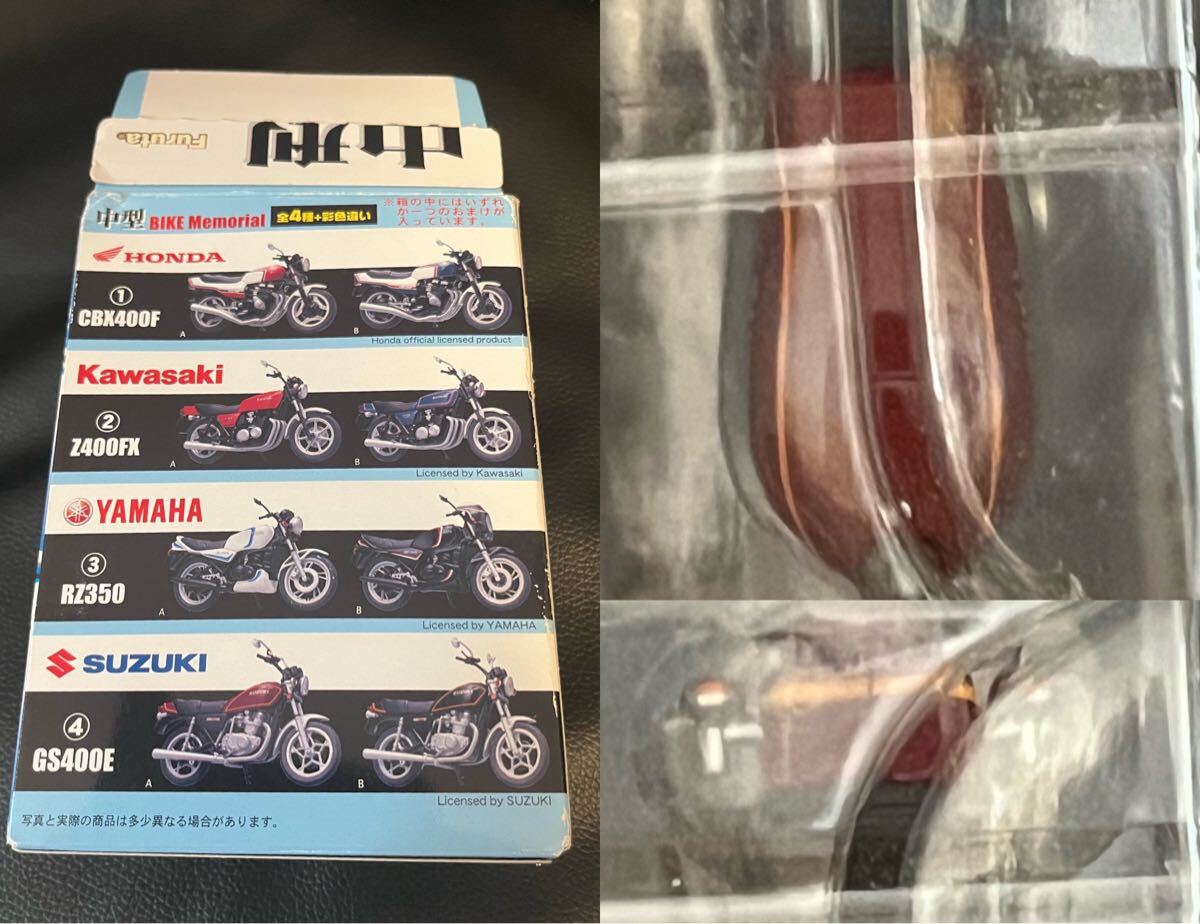 中型
Furuta
中型 BIKE Memorial 全4種+彩色違い
※箱の中にはいずれ
か一つのおまけが
入っています。
HONDA
①
CBX400F
A B
Honda official licensed product
Kawasaki
②
Z400FX
A B
Licensed by Kawasaki
YAMAHA
③
RZ350
A B
Licensed by YAMAHA
SUZUKI
④
GS400E
SUZUKI SUZUKI
A B
Licensed by SUZUKI
写真と実際の商品は多少異なる場合があります。